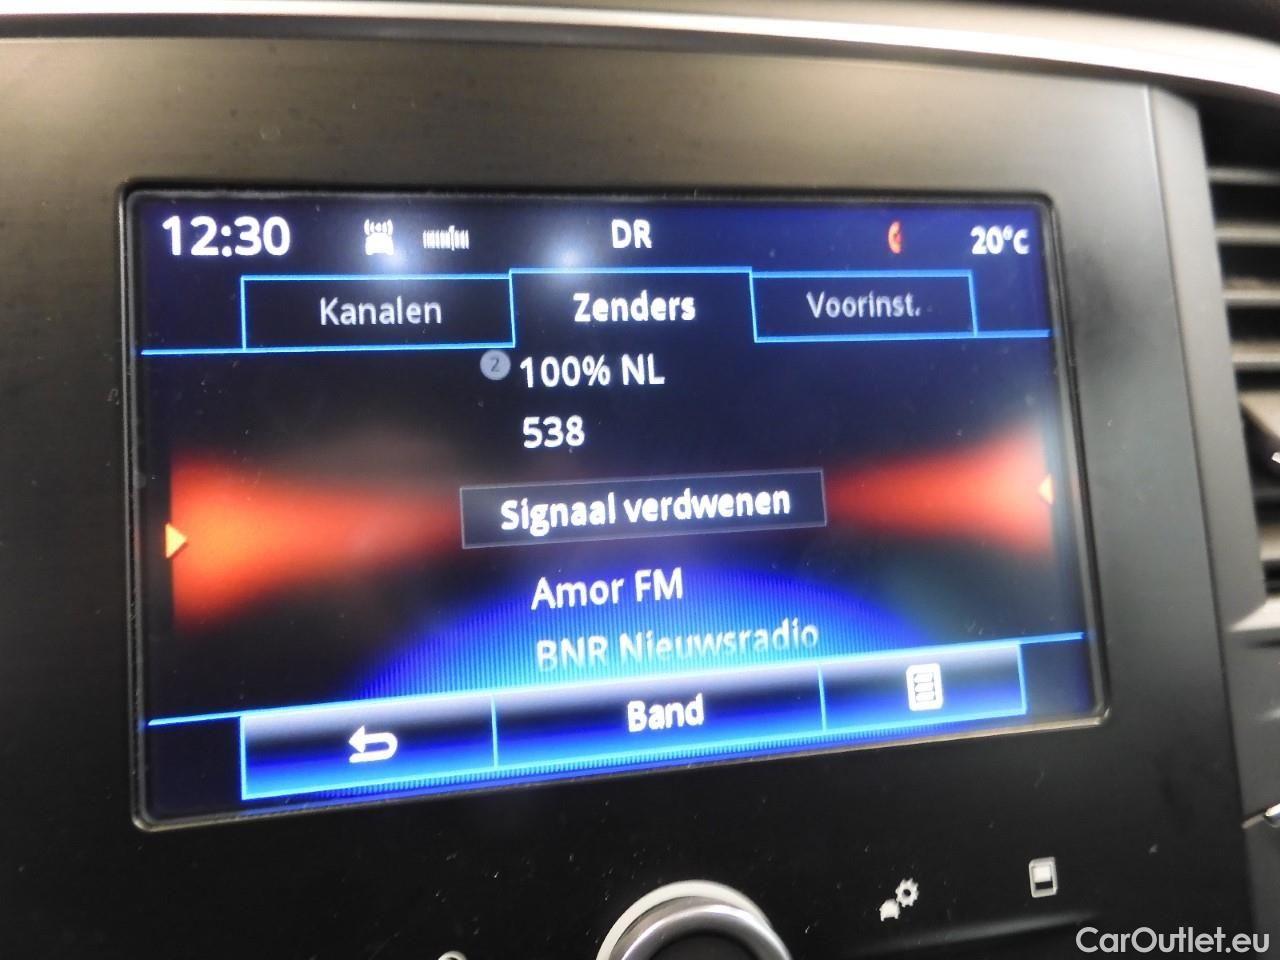 12:30 DR 20°C
Kanalen Zenders Voorinst.
2 100% NL
538
Signaal verdwenen
Amor FM
BNR Nieuwsradio
Band
CarOutlet.eu